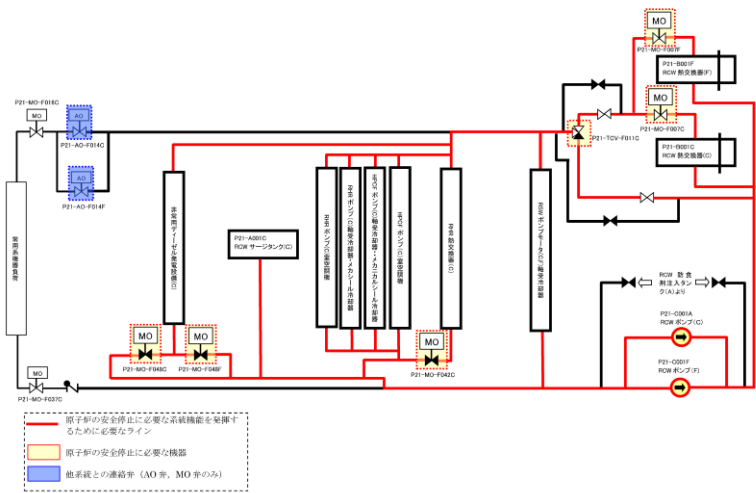 MO
P21-MO-F007F
P21-B001F
RCW 熱交換器(F)
MO
P21-MO-F007C
P21-B001C
RCW 熱交換器(C)
P21-TCV-F011C
P21-MO-F016C
MO
AO
P21-AO-F014C
AO
P21-AO-F014F
常用系機器負荷
非常用ディーゼル発電設備(C)
P21-A001C
RCW サージタンク(C)
RHR ポンプ(C)室空調機
RHR ポンプ(C)軸受冷却器・メカシール冷却器
HPCF ポンプ(C)軸受冷却器・メカニカルシール冷却器
HPCF ポンプ(C)室空調機
RHR 熱交換器(C)
RSW ポンプモータ(C,F)軸受冷却器
RCW 防食
剤注入タン
ク(A)より
P21-C001A
RCW ポンプ(C)
P21-C001F
RCW ポンプ(F)
MO
P21-MO-F048C
MO
P21-MO-F048F
MO
P21-MO-F042C
MO
P21-MO-F037C
原子炉の安全停止に必要な系統機能を発揮す
るために必要なライン
原子炉の安全停止に必要な機器
他系統との連絡弁（AO 弁，MO 弁のみ）